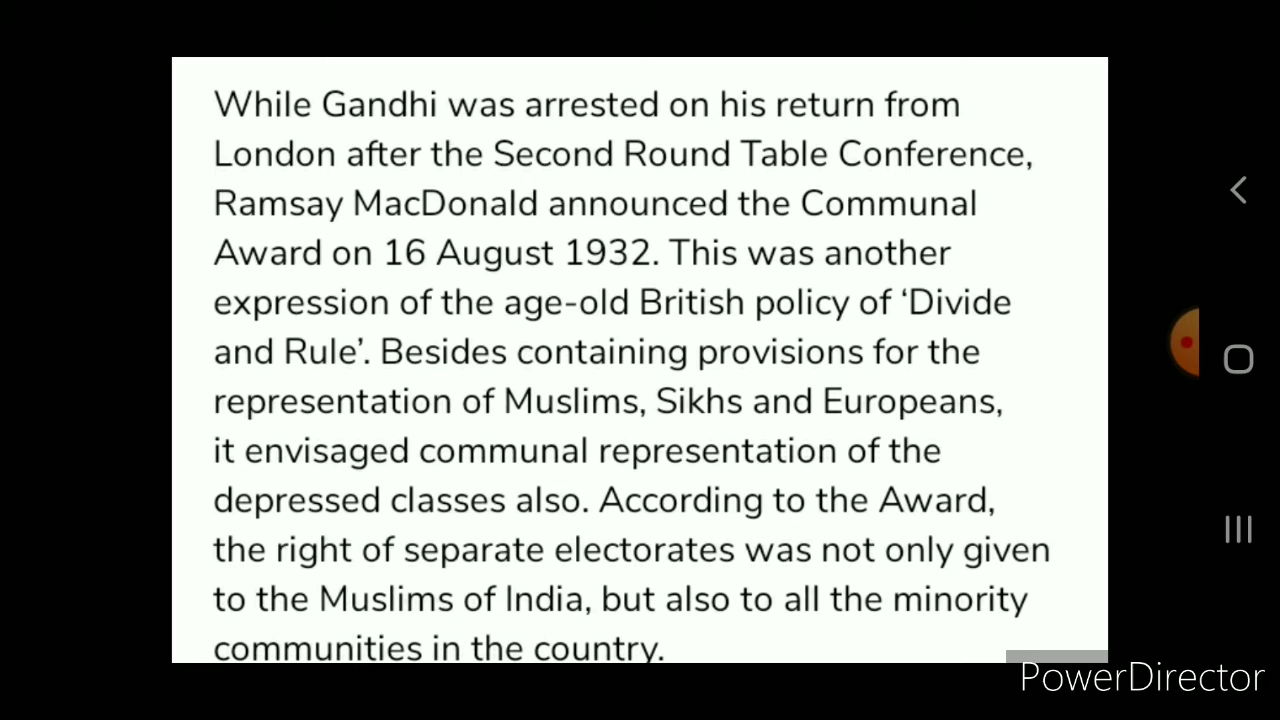 While Gandhi was arrested on his return from
London after the Second Round Table Conference,
Ramsay MacDonald announced the Communal
Award on 16 August 1932. This was another
expression of the age-old British policy of ‘Divide
and Rule’. Besides containing provisions for the
representation of Muslims, Sikhs and Europeans,
it envisaged communal representation of the
depressed classes also. According to the Award,
the right of separate electorates was not only given
to the Muslims of India, but also to all the minority
communities in the country.
PowerDirector